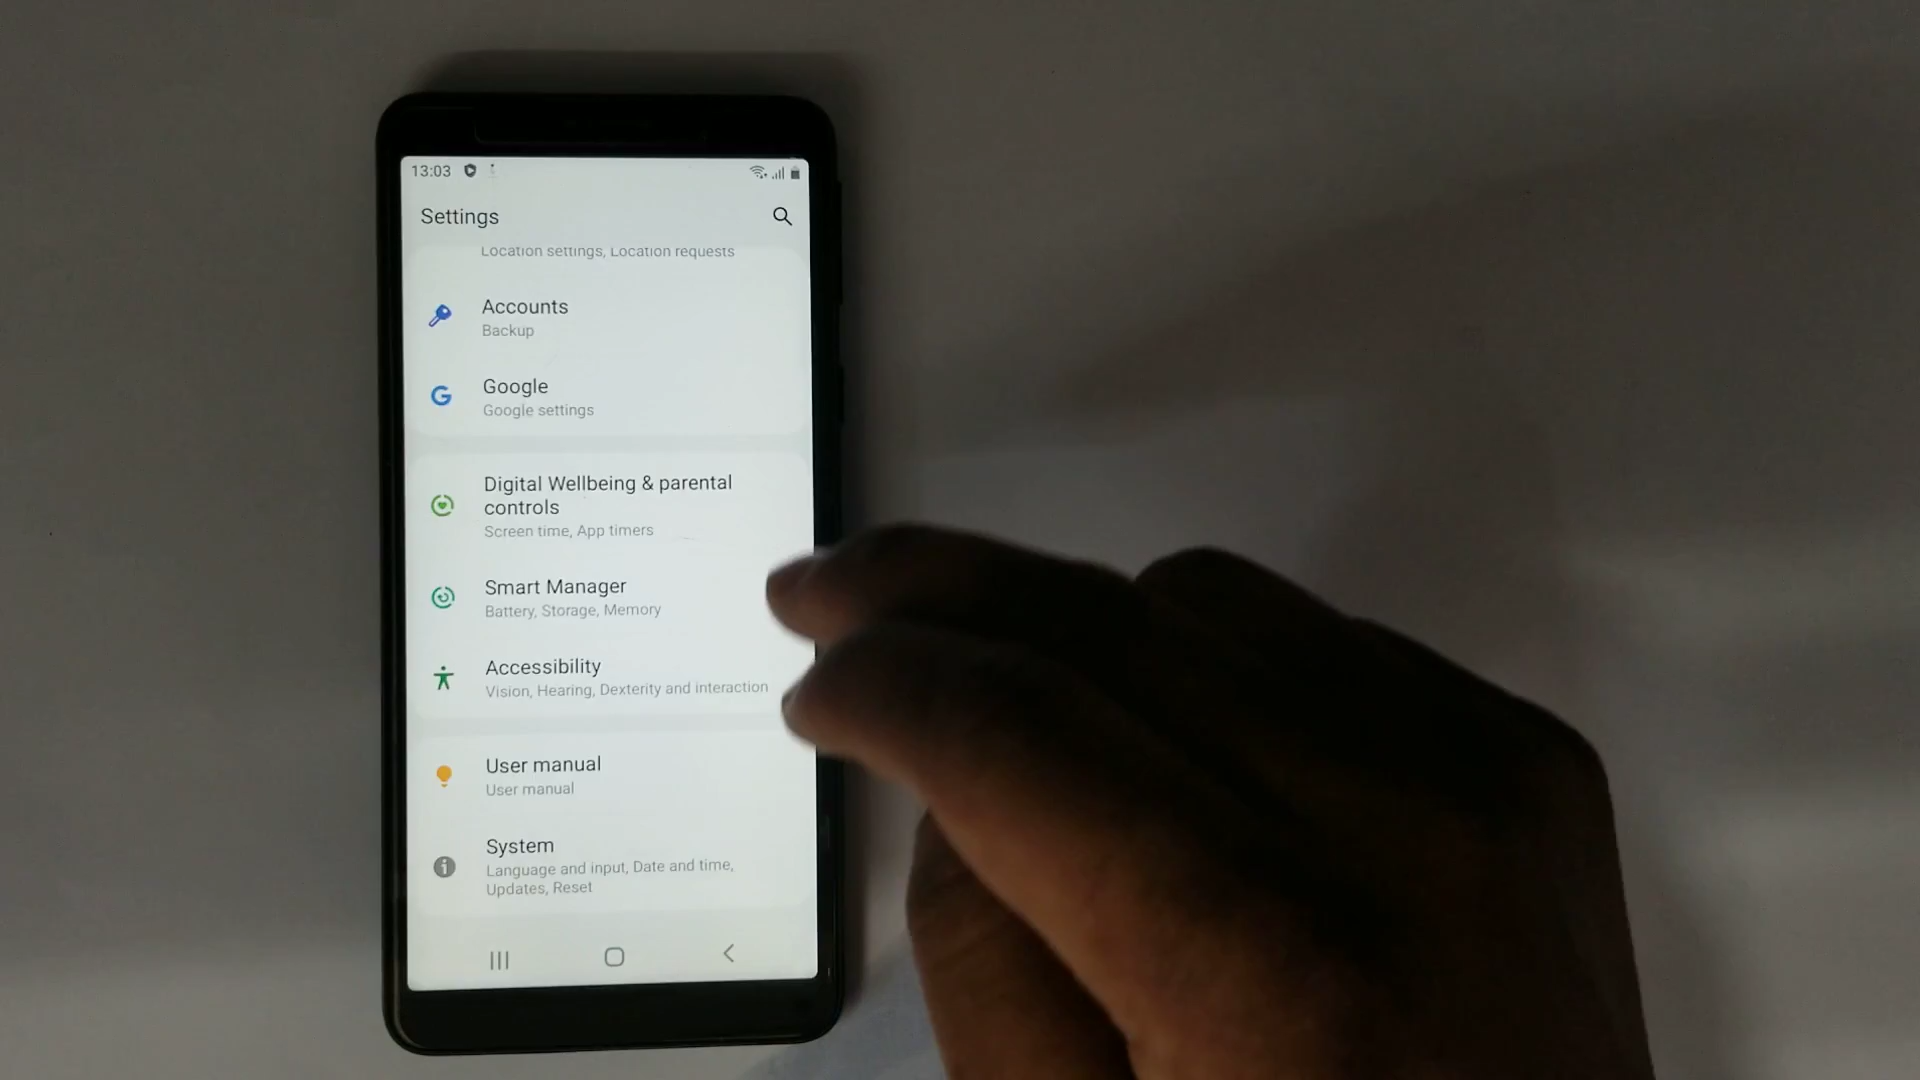 13:03
Settings
Location settings, Location requests
Accounts
Backup
Google
Google settings
Digital Wellbeing & parental
controls
Screen time, App timers
Smart Manager
Battery, Storage, Memory
Accessibility
Vision, Hearing, Dexterity and interaction
User manual
User manual
System
Language and input, Date and time,
Updates, Reset